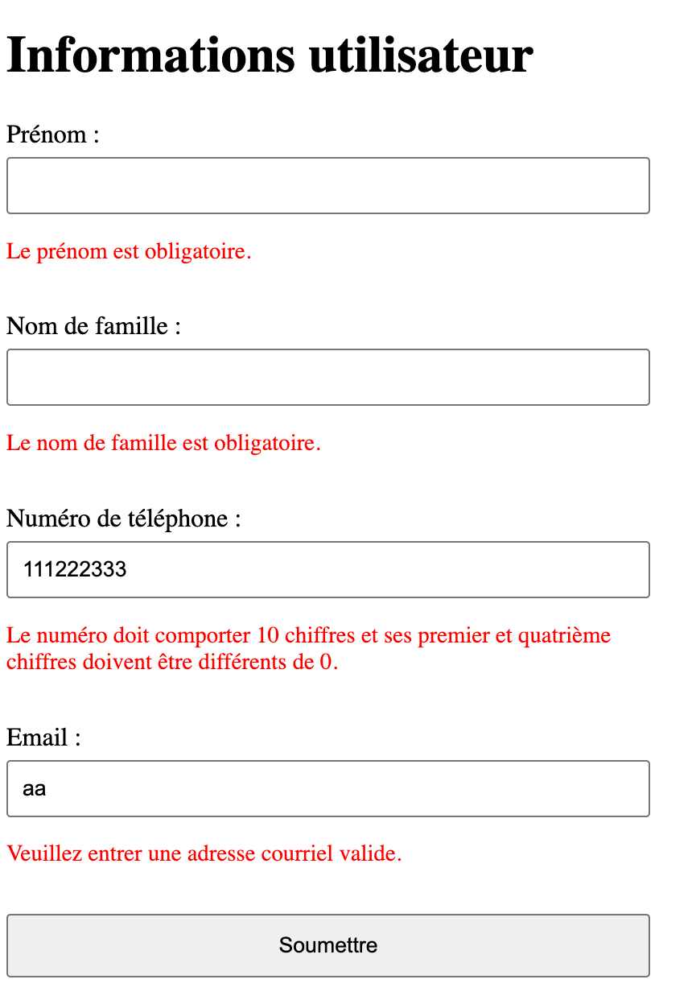 Informations utilisateur
Prénom :
Le prénom est obligatoire.
Nom de famille :
Le nom de famille est obligatoire.
Numéro de téléphone :
111222333
Le numéro doit comporter 10 chiffres et ses premier et quatrième
chiffres doivent être différents de 0.
Email :
aa
Veuillez entrer une adresse courriel valide.
Soumettre